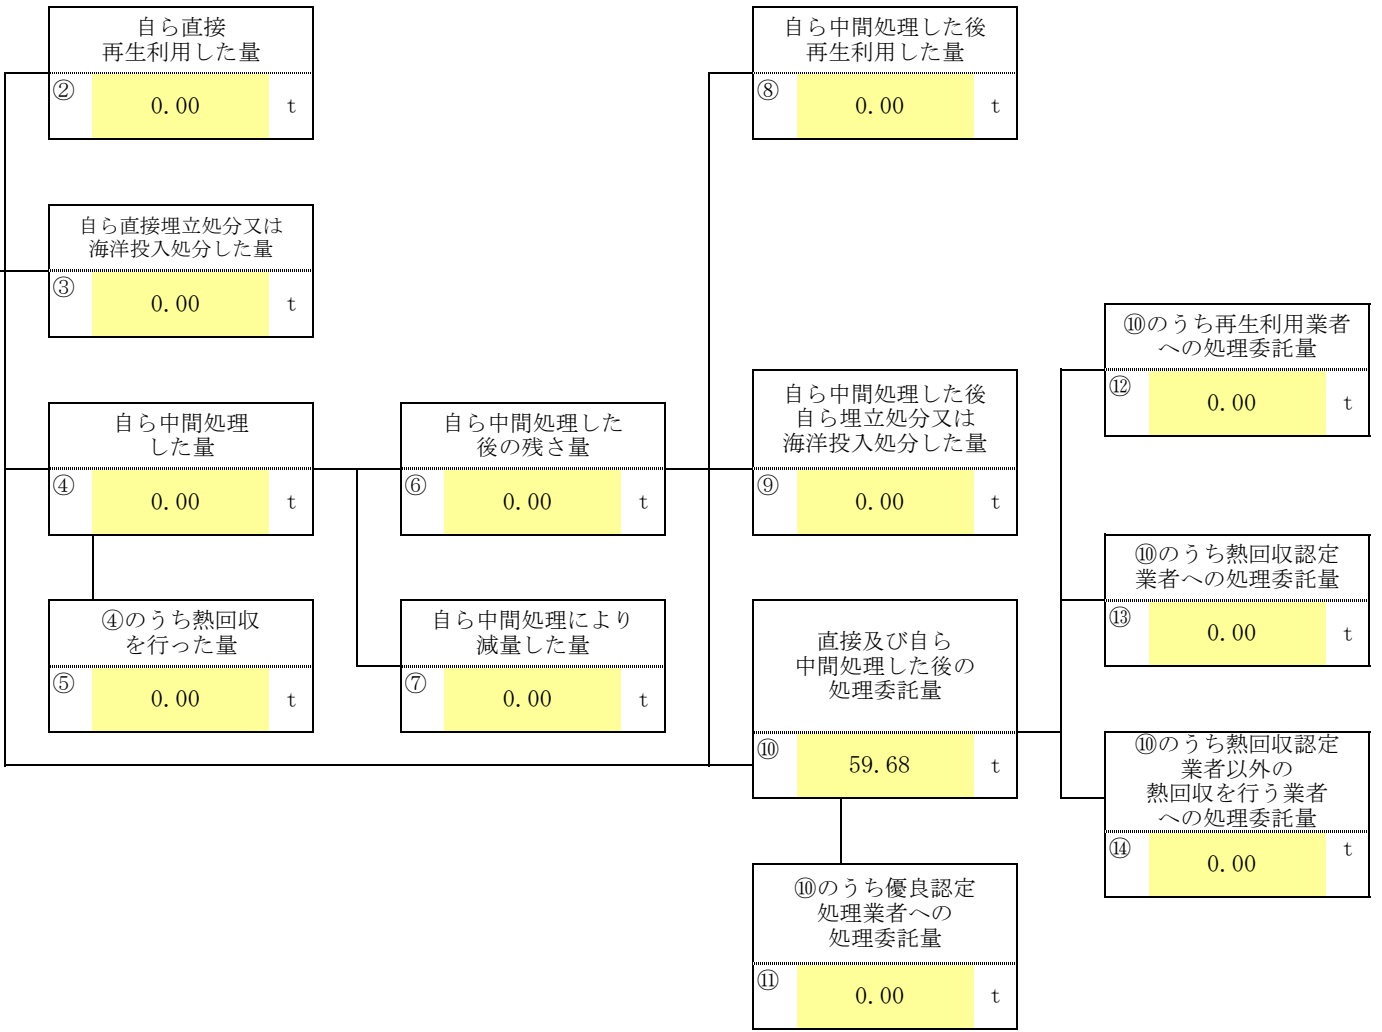 自ら直接
再生利用した量
② 0.00 t
自ら中間処理した後
再生利用した量
⑧ 0.00 t
自ら直接埋立処分又は
海洋投入処分した量
③ 0.00 t
⑩のうち再生利用業者
への処理委託量
⑫ 0.00 t
自ら中間処理
した量
④ 0.00 t
自ら中間処理した
後の残さ量
⑥ 0.00 t
自ら中間処理した後
自ら埋立処分又は
海洋投入処分した量
⑨ 0.00 t
⑩のうち熱回収認定
業者への処理委託量
⑬ 0.00 t
④のうち熱回収
を行った量
⑤ 0.00 t
自ら中間処理により
減量した量
⑦ 0.00 t
直接及び自ら
中間処理した後の
処理委託量
⑩ 59.68 t
⑩のうち熱回収認定
業者以外の
熱回収を行う業者
への処理委託量
⑭ 0.00 t
⑩のうち優良認定
処理業者への
処理委託量
⑪ 0.00 t